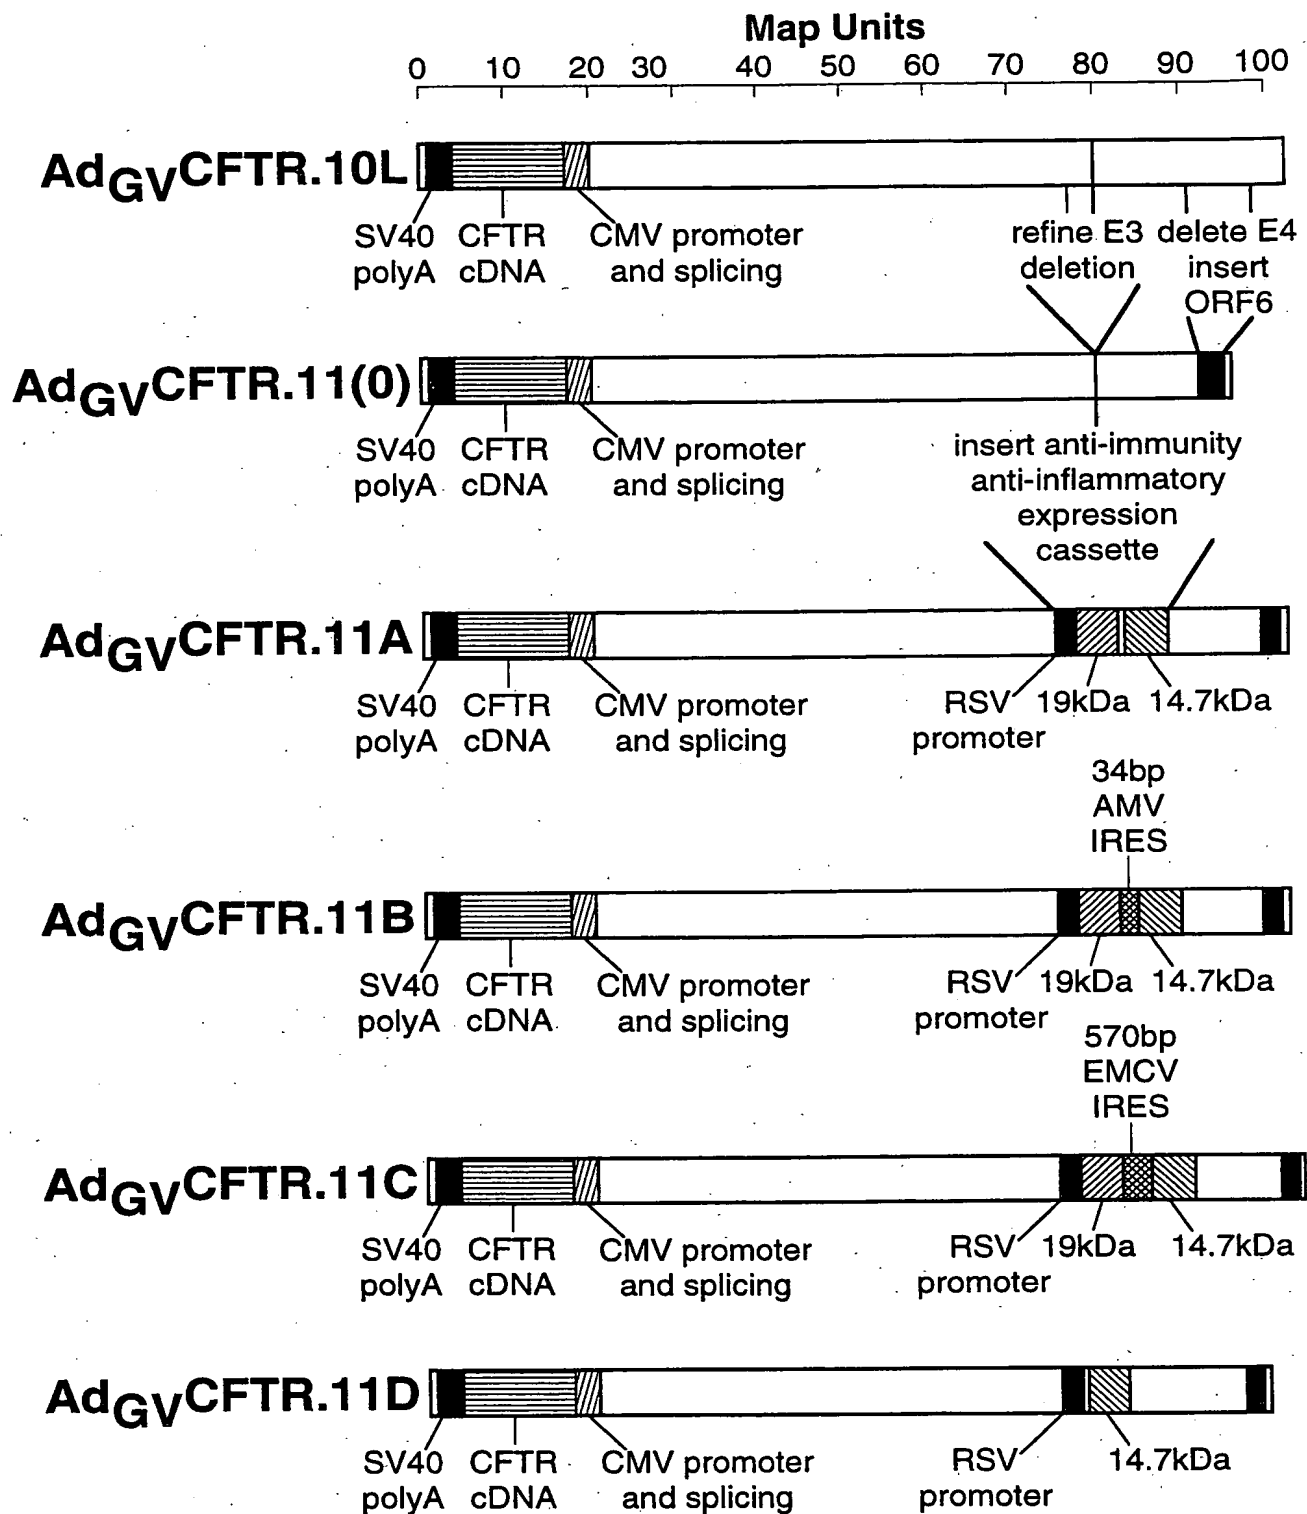 Map Units
0 10 20 30 40 50 60 70 80 90 100
AdGVCFTR.10L
SV40 CFTR CMV promoter refine E3 delete E4
polyA cDNA and splicing deletion insert
ORF6
AdGVCFTR.11(0)
SV40 CFTR CMV promoter insert anti-immunity
polyA cDNA and splicing anti-inflammatory
expression
cassette
AdGVCFTR.11A
SV40 CFTR CMV promoter RSV 19kDa 14.7kDa
polyA cDNA and splicing promoter
34bp
AMV
IRES
AdGVCFTR.11B
SV40 CFTR CMV promoter RSV 19kDa 14.7kDa
polyA cDNA and splicing promoter
570bp
EMCV
IRES
AdGVCFTR.11C
SV40 CFTR CMV promoter RSV 19kDa 14.7kDa
polyA cDNA and splicing promoter
AdGVCFTR.11D
SV40 CFTR CMV promoter RSV 14.7kDa
polyA cDNA and splicing promoter